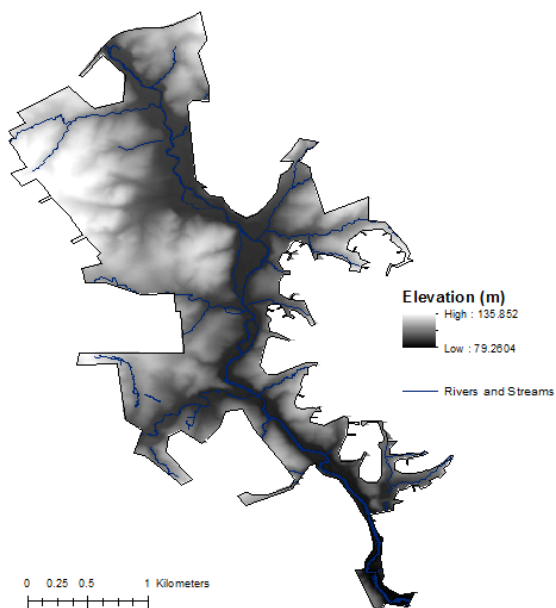 Elevation (m)
High : 135.852
Low : 79.2604
Rivers and Streams
0 0.25 0.5 1 Kilometers